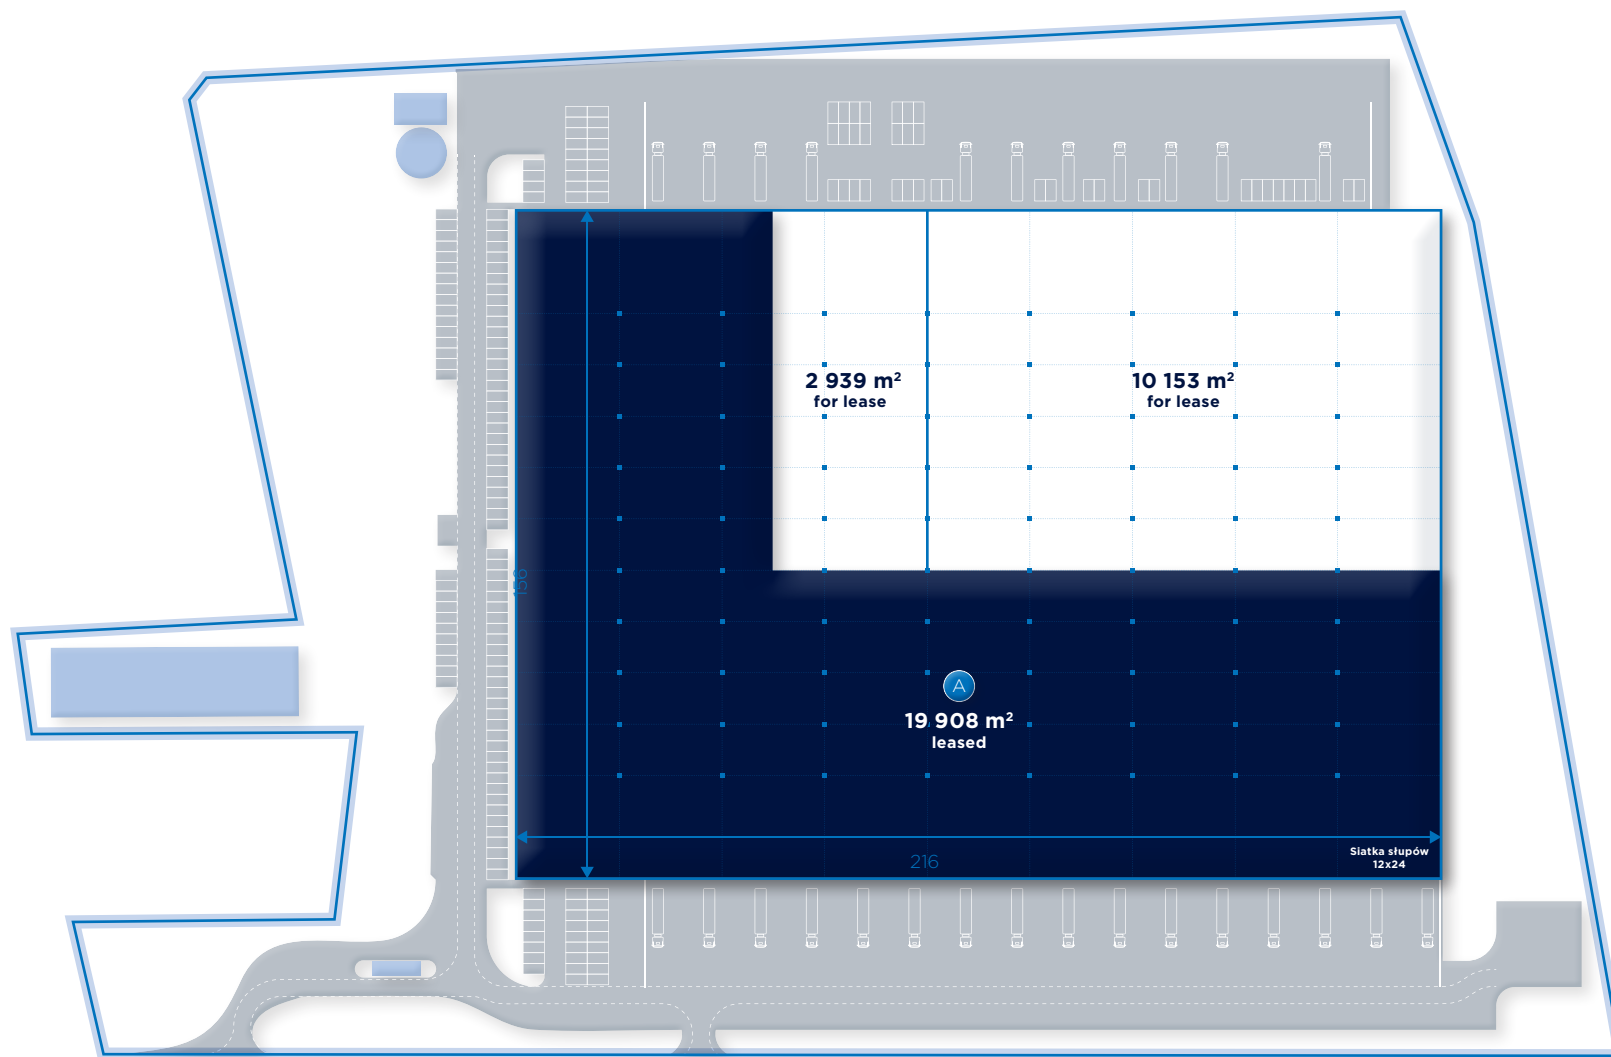 2 939 m²
for lease
10 153 m²
for lease
156
A
19 908 m²
leased
216
Siatka słupów
12x24